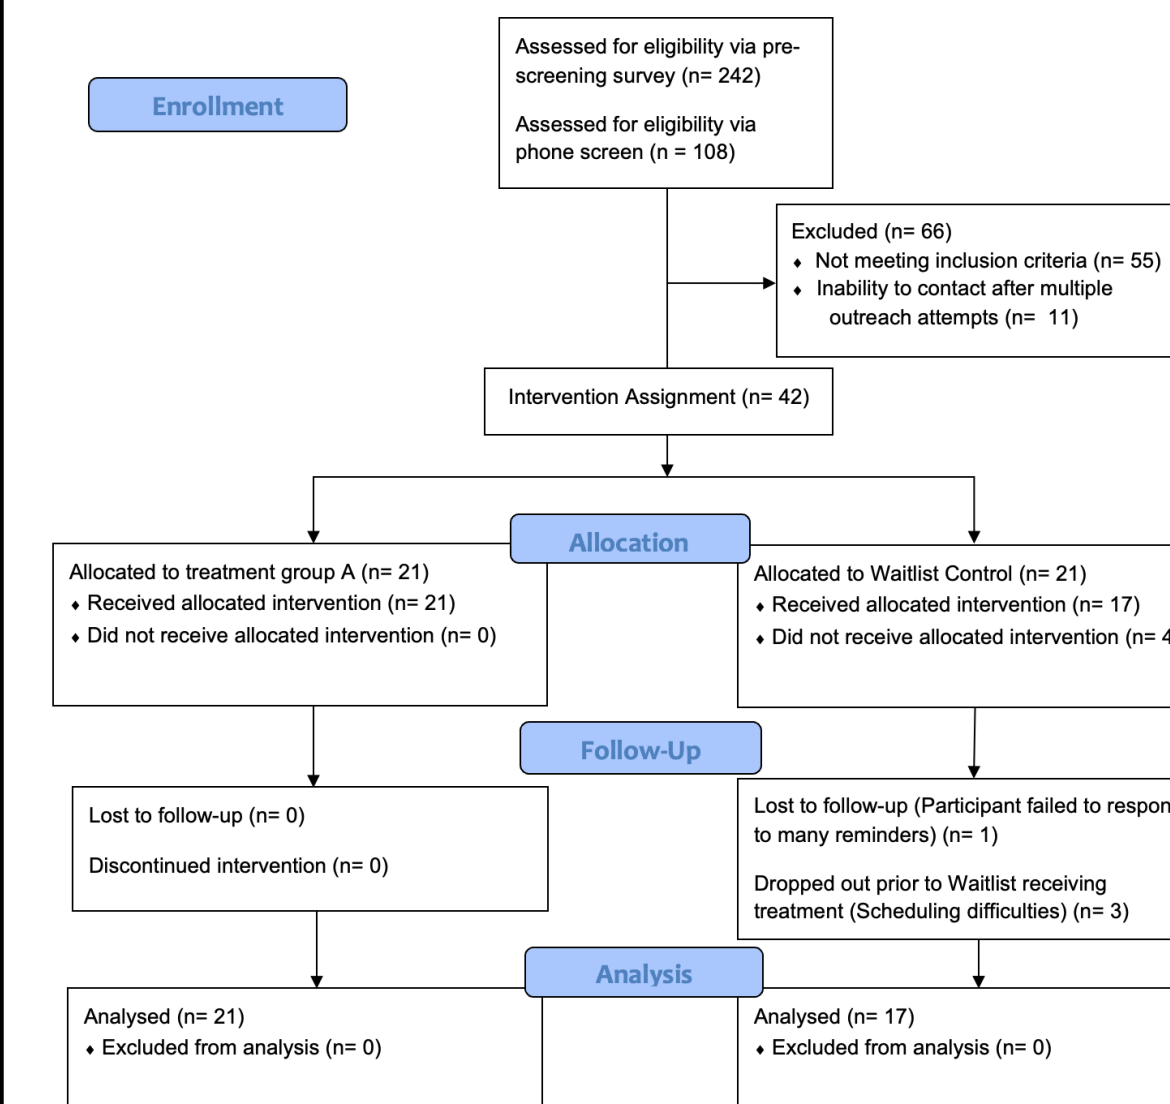 Assessed for eligibility via pre-
screening survey (n= 242)
Assessed for eligibility via
phone screen (n = 108)
Enrollment
Excluded (n= 66)
♦ Not meeting inclusion criteria (n= 55)
♦ Inability to contact after multiple
outreach attempts (n=  11)
Intervention Assignment (n= 42)
Allocation
Allocated to treatment group A (n= 21)
♦ Received allocated intervention (n= 21)
♦ Did not receive allocated intervention (n= 0)
Allocated to Waitlist Control (n= 21)
♦ Received allocated intervention (n= 17)
♦ Did not receive allocated intervention (n= 4
Follow-Up
Lost to follow-up (n= 0)
Discontinued intervention (n= 0)
Lost to follow-up (Participant failed to respon
to many reminders) (n= 1)
Dropped out prior to Waitlist receiving
treatment (Scheduling difficulties) (n= 3)
Analysis
Analysed (n= 21)
♦ Excluded from analysis (n= 0)
Analysed (n= 17)
♦ Excluded from analysis (n= 0)